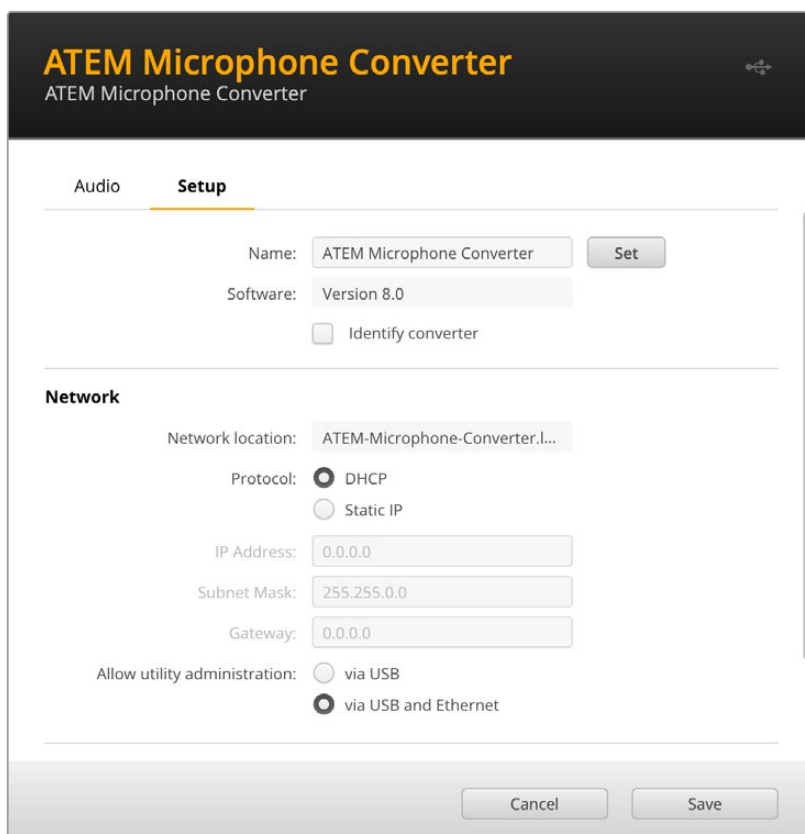 ATEM Microphone Converter
ATEM Microphone Converter
Audio Setup
Name: ATEM Microphone Converter Set
Software: Version 8.0
Identify converter
Network
Network location: ATEM-Microphone-Converter.l...
Protocol: DHCP
Static IP
IP Address: 0.0.0.0
Subnet Mask: 255.255.0.0
Gateway: 0.0.0.0
Allow utility administration: via USB
via USB and Ethernet
Cancel Save